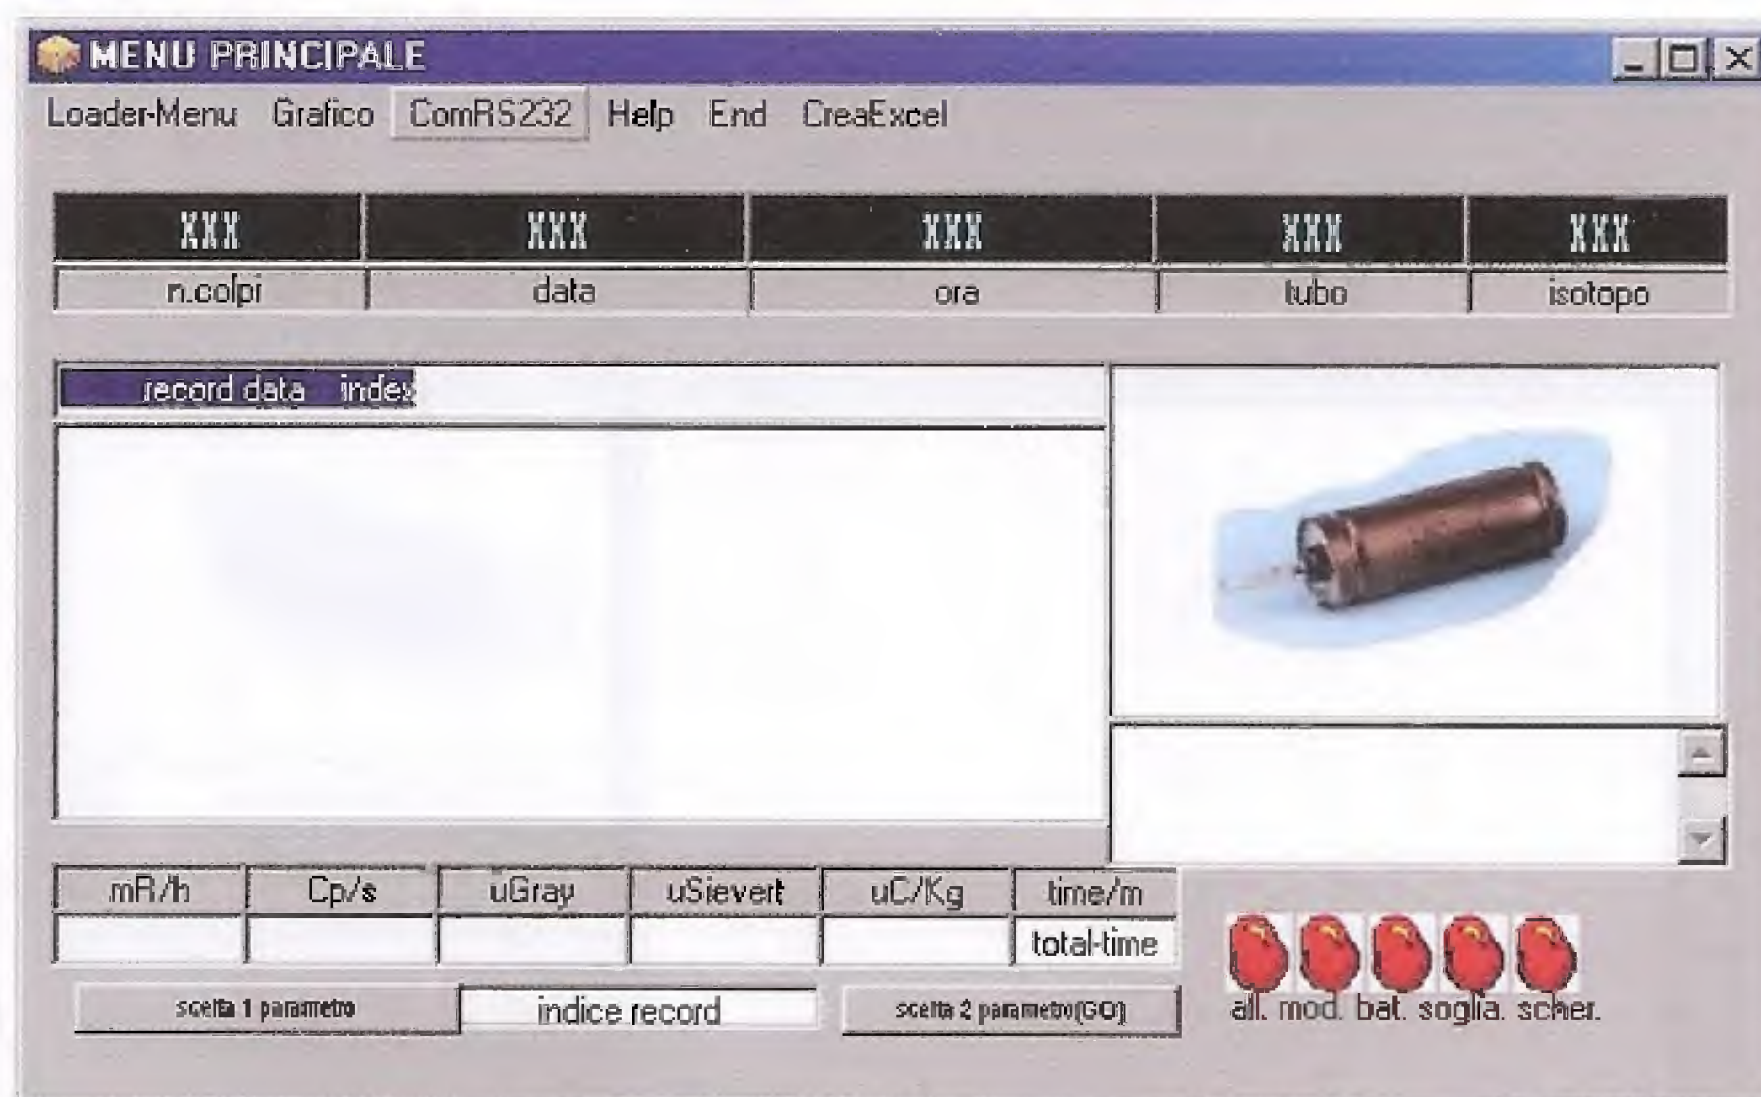 MENU PRINCIPALE
Loader-Menu Grafico ComRS232 Help End CreaExcel
XXX XXX XXX XXX XXX
n.colpi data ora tubo isotopo
record data index
mR/h Cp/s uGray uSievert uC/Kg time/m
total-time
scelta 1 parametro indice record scelta 2 parametro(GO!)
all. mod. bat. soglia. scher.